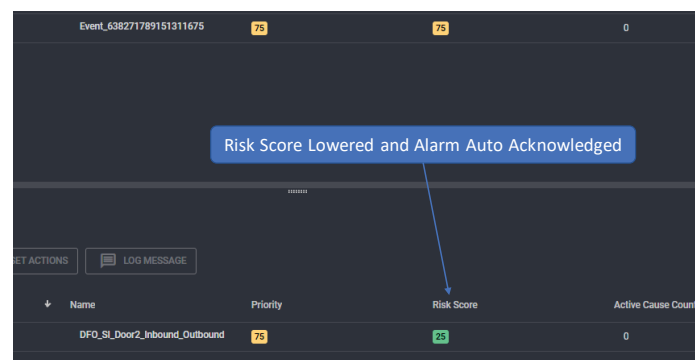 Event_638271789151311675 75 75 0
Risk Score Lowered and Alarm Auto Acknowledged
SET ACTIONS LOG MESSAGE
Name Priority Risk Score Active Cause Count
DFO_SI_Door2_Inbound_Outbound 75 25 0